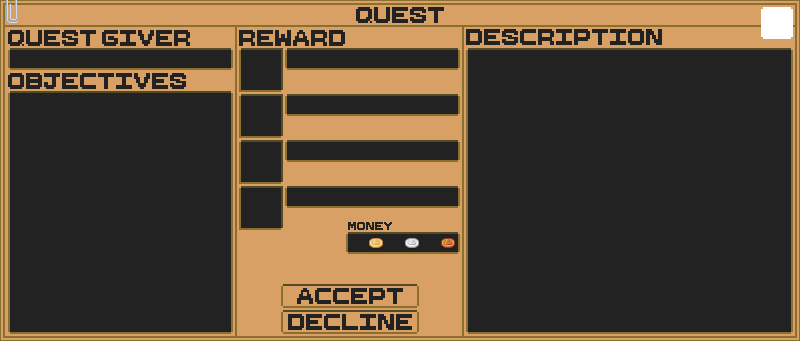 QUEST
QUEST GIVER
OBJECTIVES
REWARD
MONEY
ACCEPT
DECLINE
DESCRIPTION